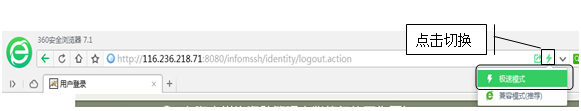 点击切换
360安全浏览器 7.1
http://116.236.218.71:8080/infomssh/identity/logout.action
极速模式
用户登录
兼容模式(推荐)